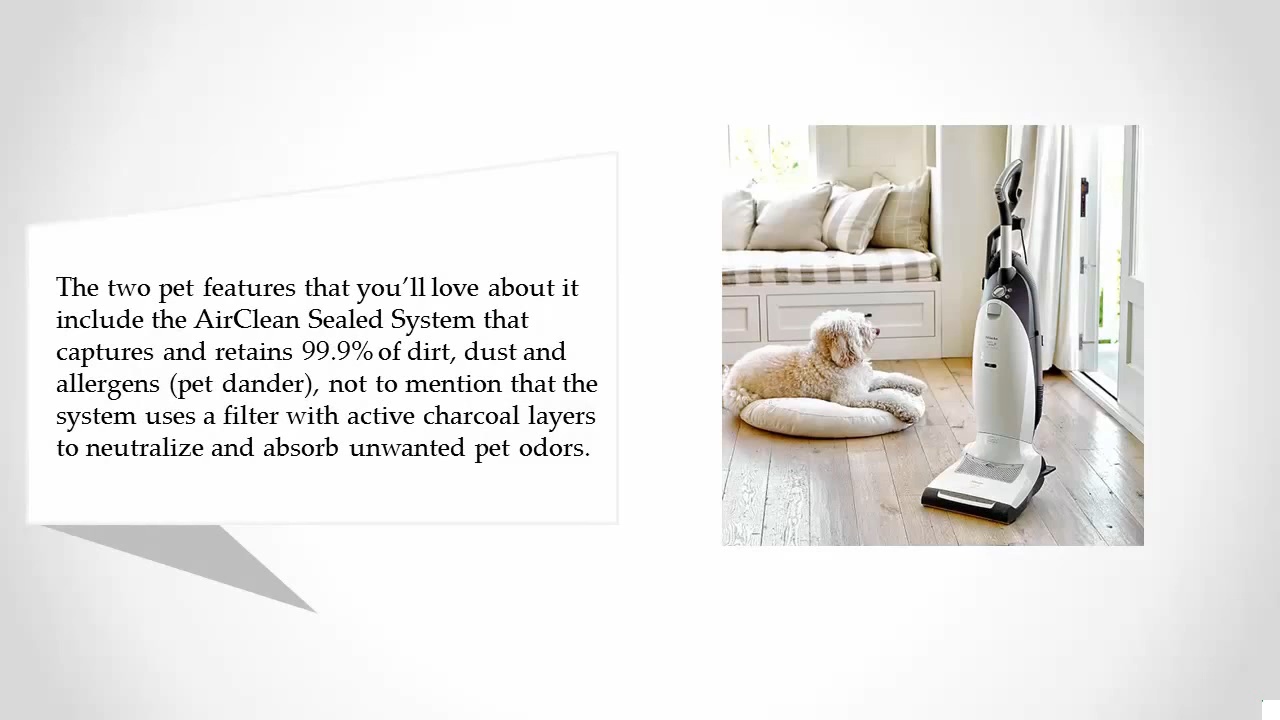 The two pet features that you’ll love about it
include the AirClean Sealed System that
captures and retains 99.9% of dirt, dust and
allergens (pet dander), not to mention that the
system uses a filter with active charcoal layers
to neutralize and absorb unwanted pet odors.